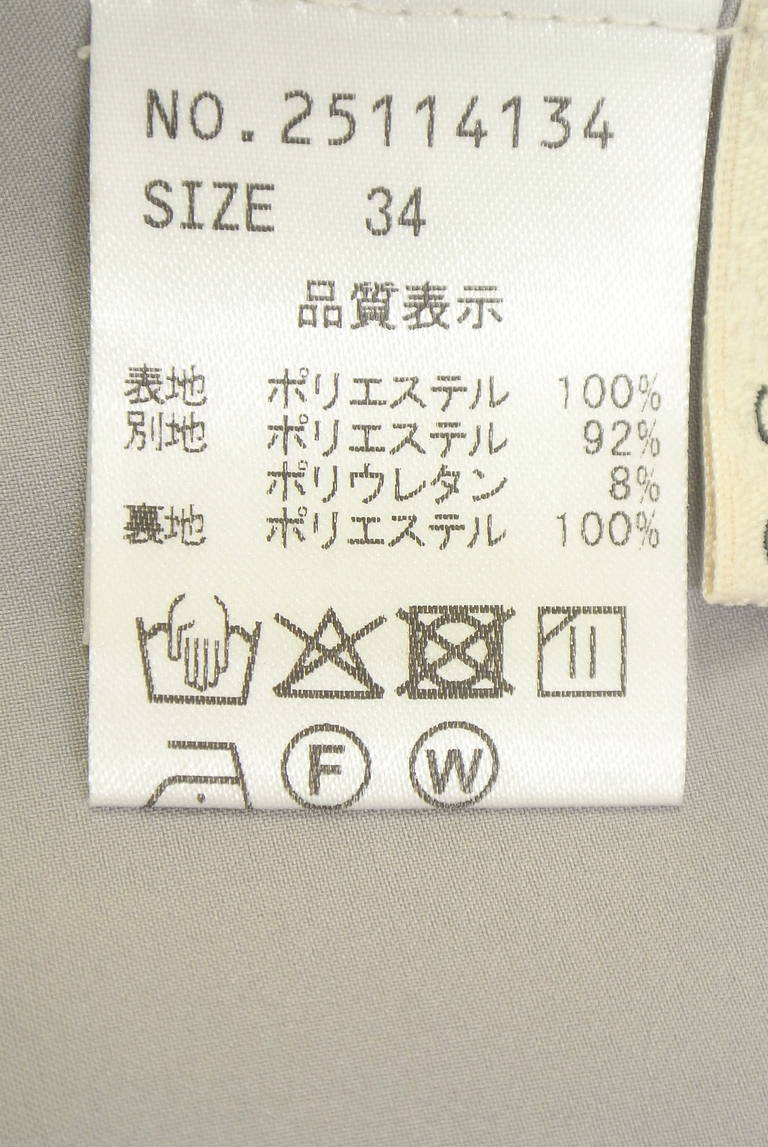 NO.25114134
SIZE 34
品質表示
表地 ポリエステル 100%
別地 ポリエステル 92%
ポリウレタン 8%
裏地 ポリエステル 100%
F W